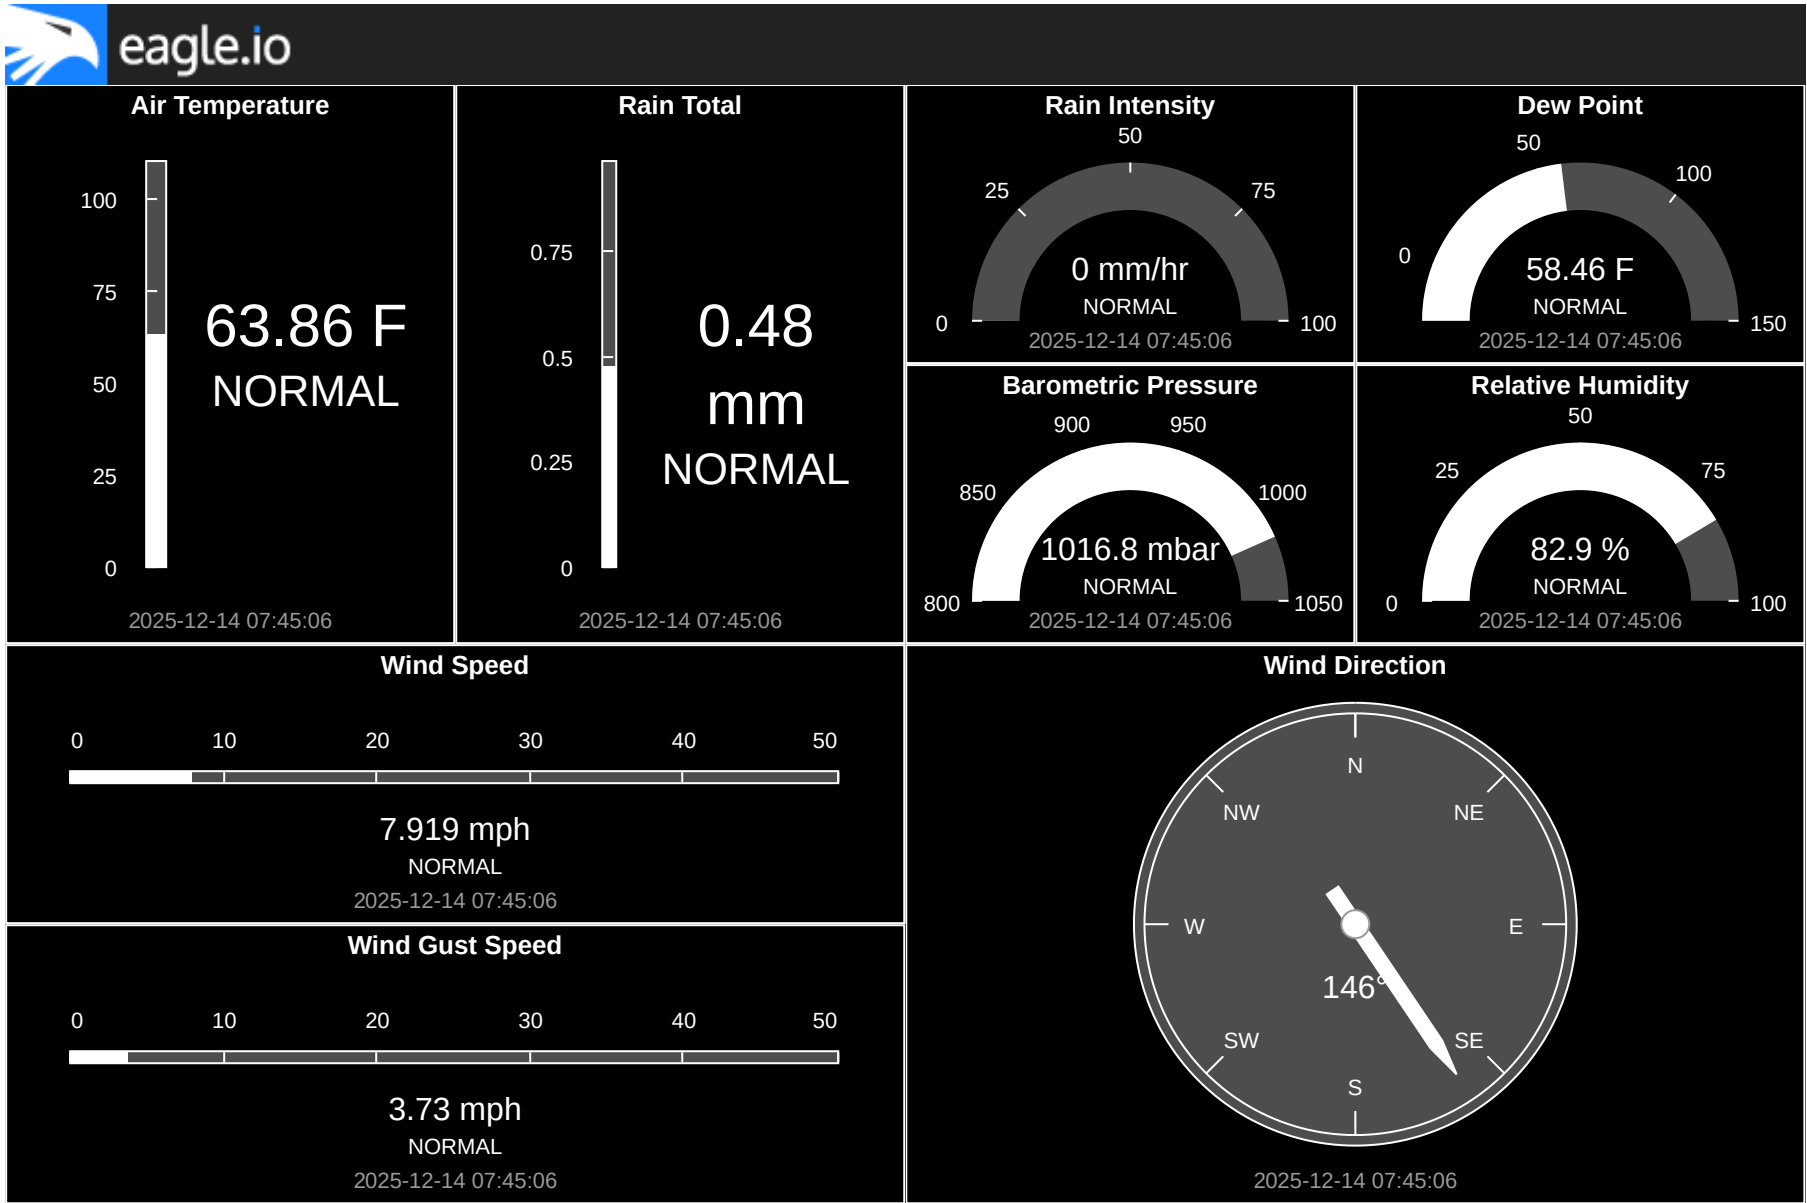 eagle.io
Air Temperature
100
75
50
25
0
63.86 F
NORMAL
2025-12-14 07:45:06
Rain Total
0.75
0.5
0.25
0
0.48
mm
NORMAL
2025-12-14 07:45:06
Rain Intensity
0
25
50
75
100
0 mm/hr
NORMAL
2025-12-14 07:45:06
Dew Point
0
50
100
150
58.46 F
NORMAL
2025-12-14 07:45:06
Barometric Pressure
800
850
900
950
1000
1050
1016.8 mbar
NORMAL
2025-12-14 07:45:06
Relative Humidity
0
25
50
75
100
82.9 %
NORMAL
2025-12-14 07:45:06
Wind Speed
0 10 20 30 40 50
7.919 mph
NORMAL
2025-12-14 07:45:06
Wind Gust Speed
0 10 20 30 40 50
3.73 mph
NORMAL
2025-12-14 07:45:06
Wind Direction
N
NW NE
W E
146°
SW SE
S
2025-12-14 07:45:06